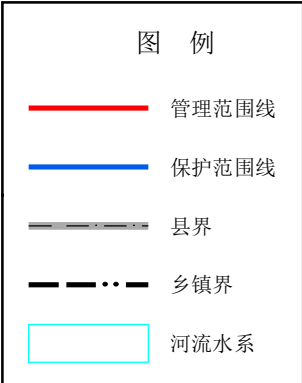 图 例
管理范围线
保护范围线
县界
乡镇界
河流水系